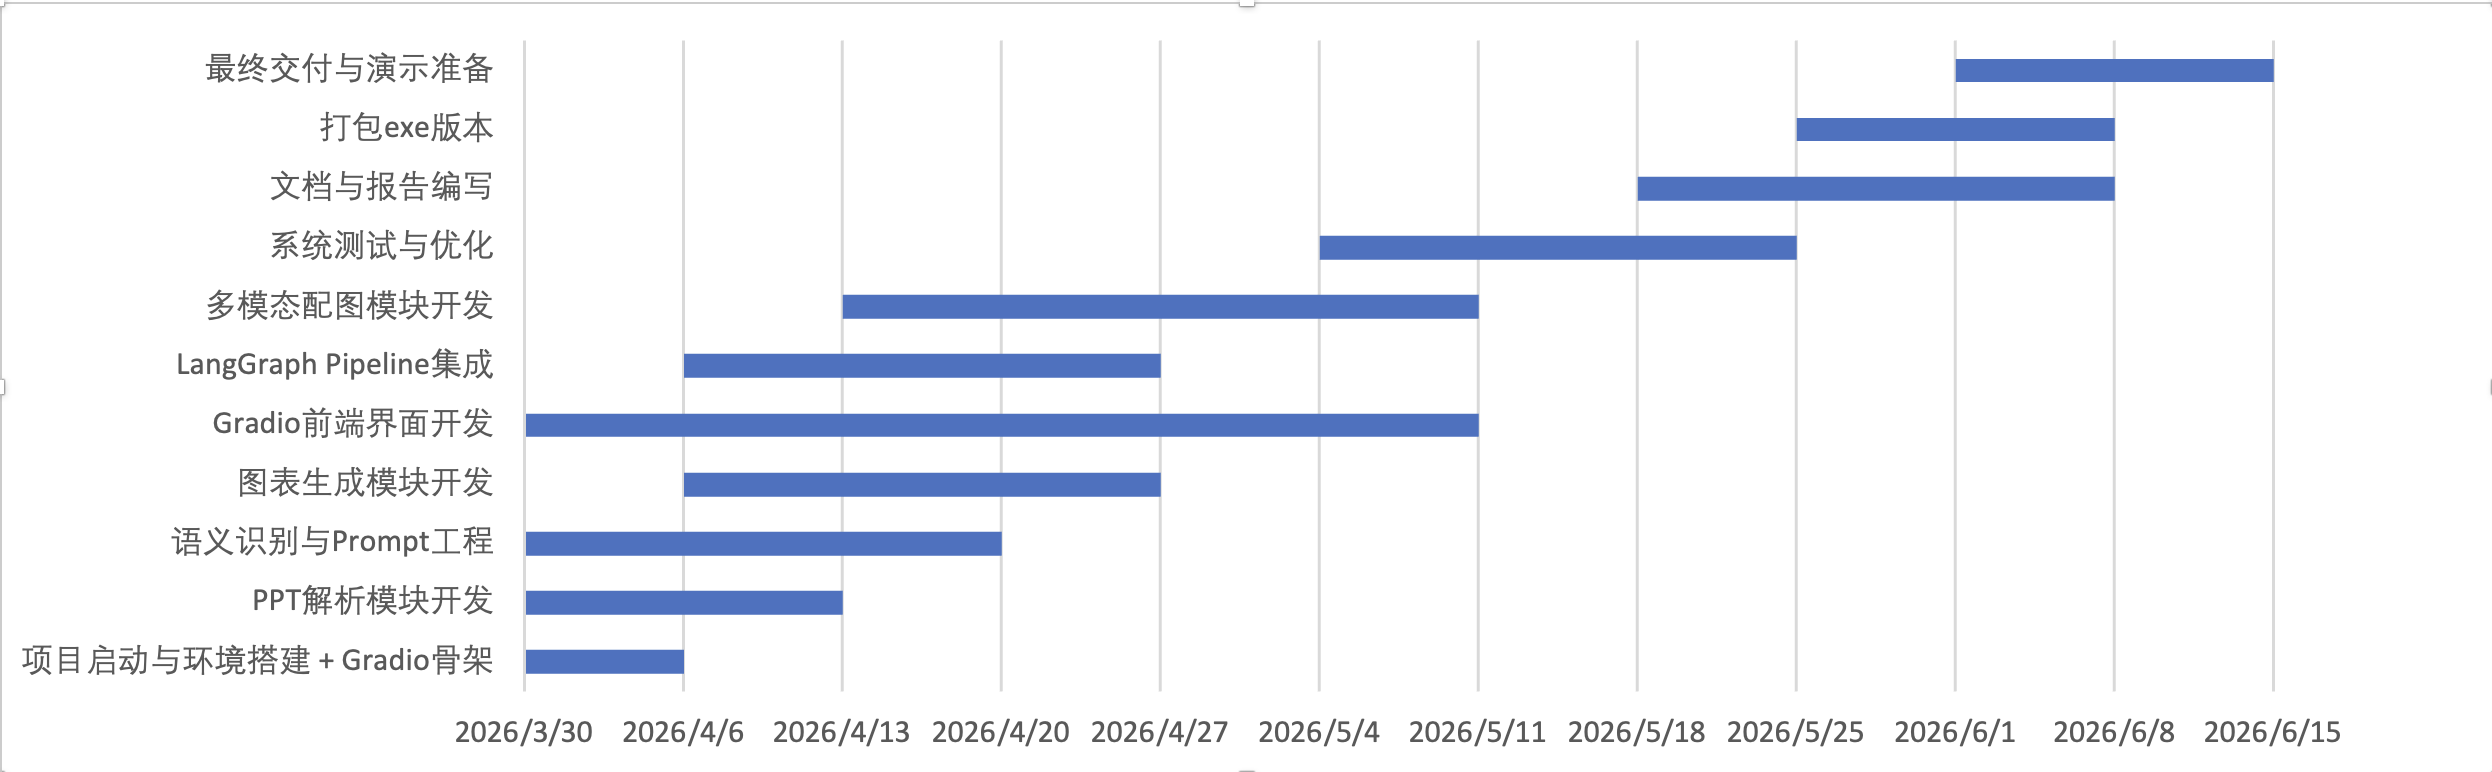 最终交付与演示准备
打包exe版本
文档与报告编写
系统测试与优化
多模态配图模块开发
LangGraph Pipeline集成
Gradio前端界面开发
图表生成模块开发
语义识别与Prompt工程
PPT解析模块开发
项目启动与环境搭建 + Gradio骨架
2026/3/30 2026/4/6 2026/4/13 2026/4/20 2026/4/27 2026/5/4 2026/5/11 2026/5/18 2026/5/25 2026/6/1 2026/6/8 2026/6/15